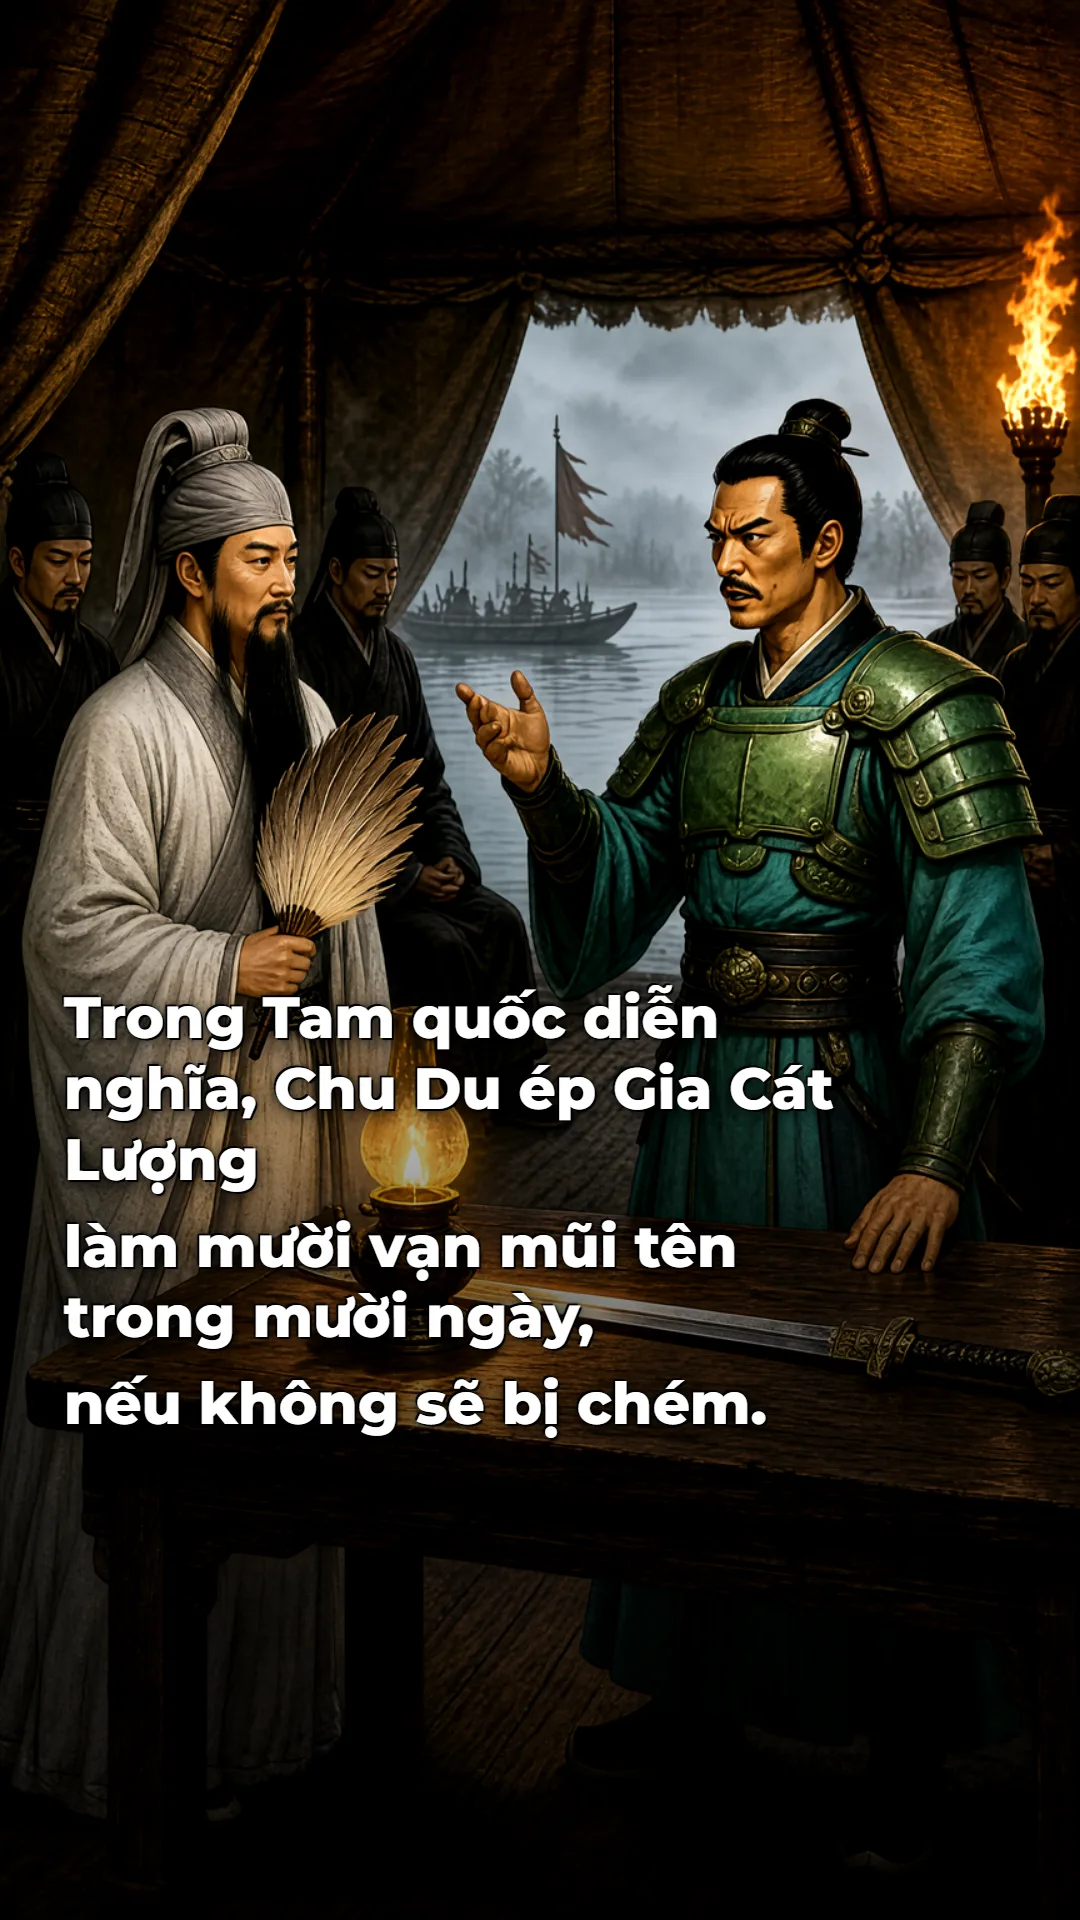 Trong Tam quốc diễn
nghĩa, Chu Du ép Gia Cát
Lượng
làm mười vạn mũi tên
trong mười ngày,
nếu không sẽ bị chém.